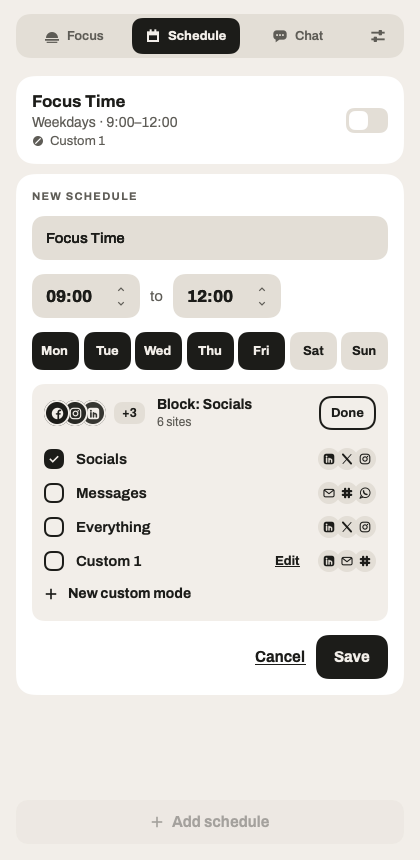 Focus
Schedule
Chat
Focus Time
Weekdays · 9:00–12:00
Custom 1
NEW SCHEDULE
Focus Time
09:00 to 12:00
Mon Tue Wed Thu Fri Sat Sun
+3
Block: Socials
6 sites
Done
Socials
Messages
Everything
Custom 1 Edit
+ New custom mode
Cancel Save
+ Add schedule